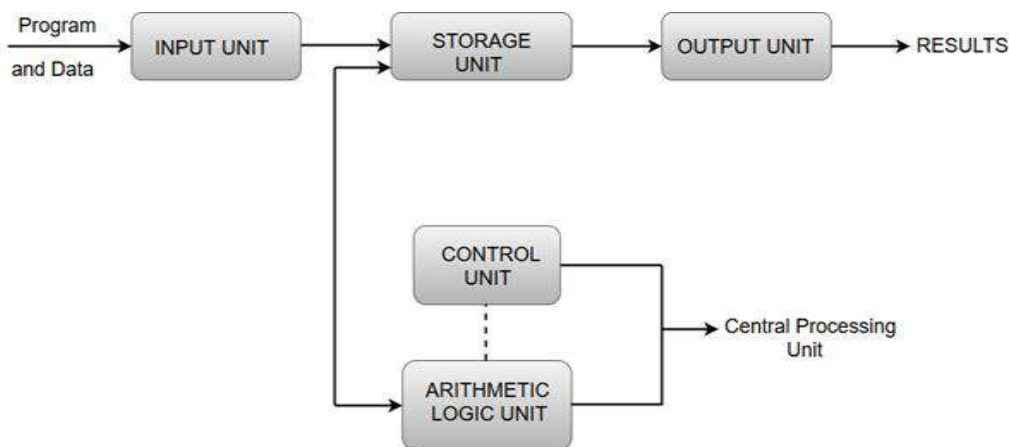 Program
and Data
INPUT UNIT
STORAGE
UNIT
OUTPUT UNIT
RESULTS
CONTROL
UNIT
Central Processing
Unit
ARITHMETIC
LOGIC UNIT